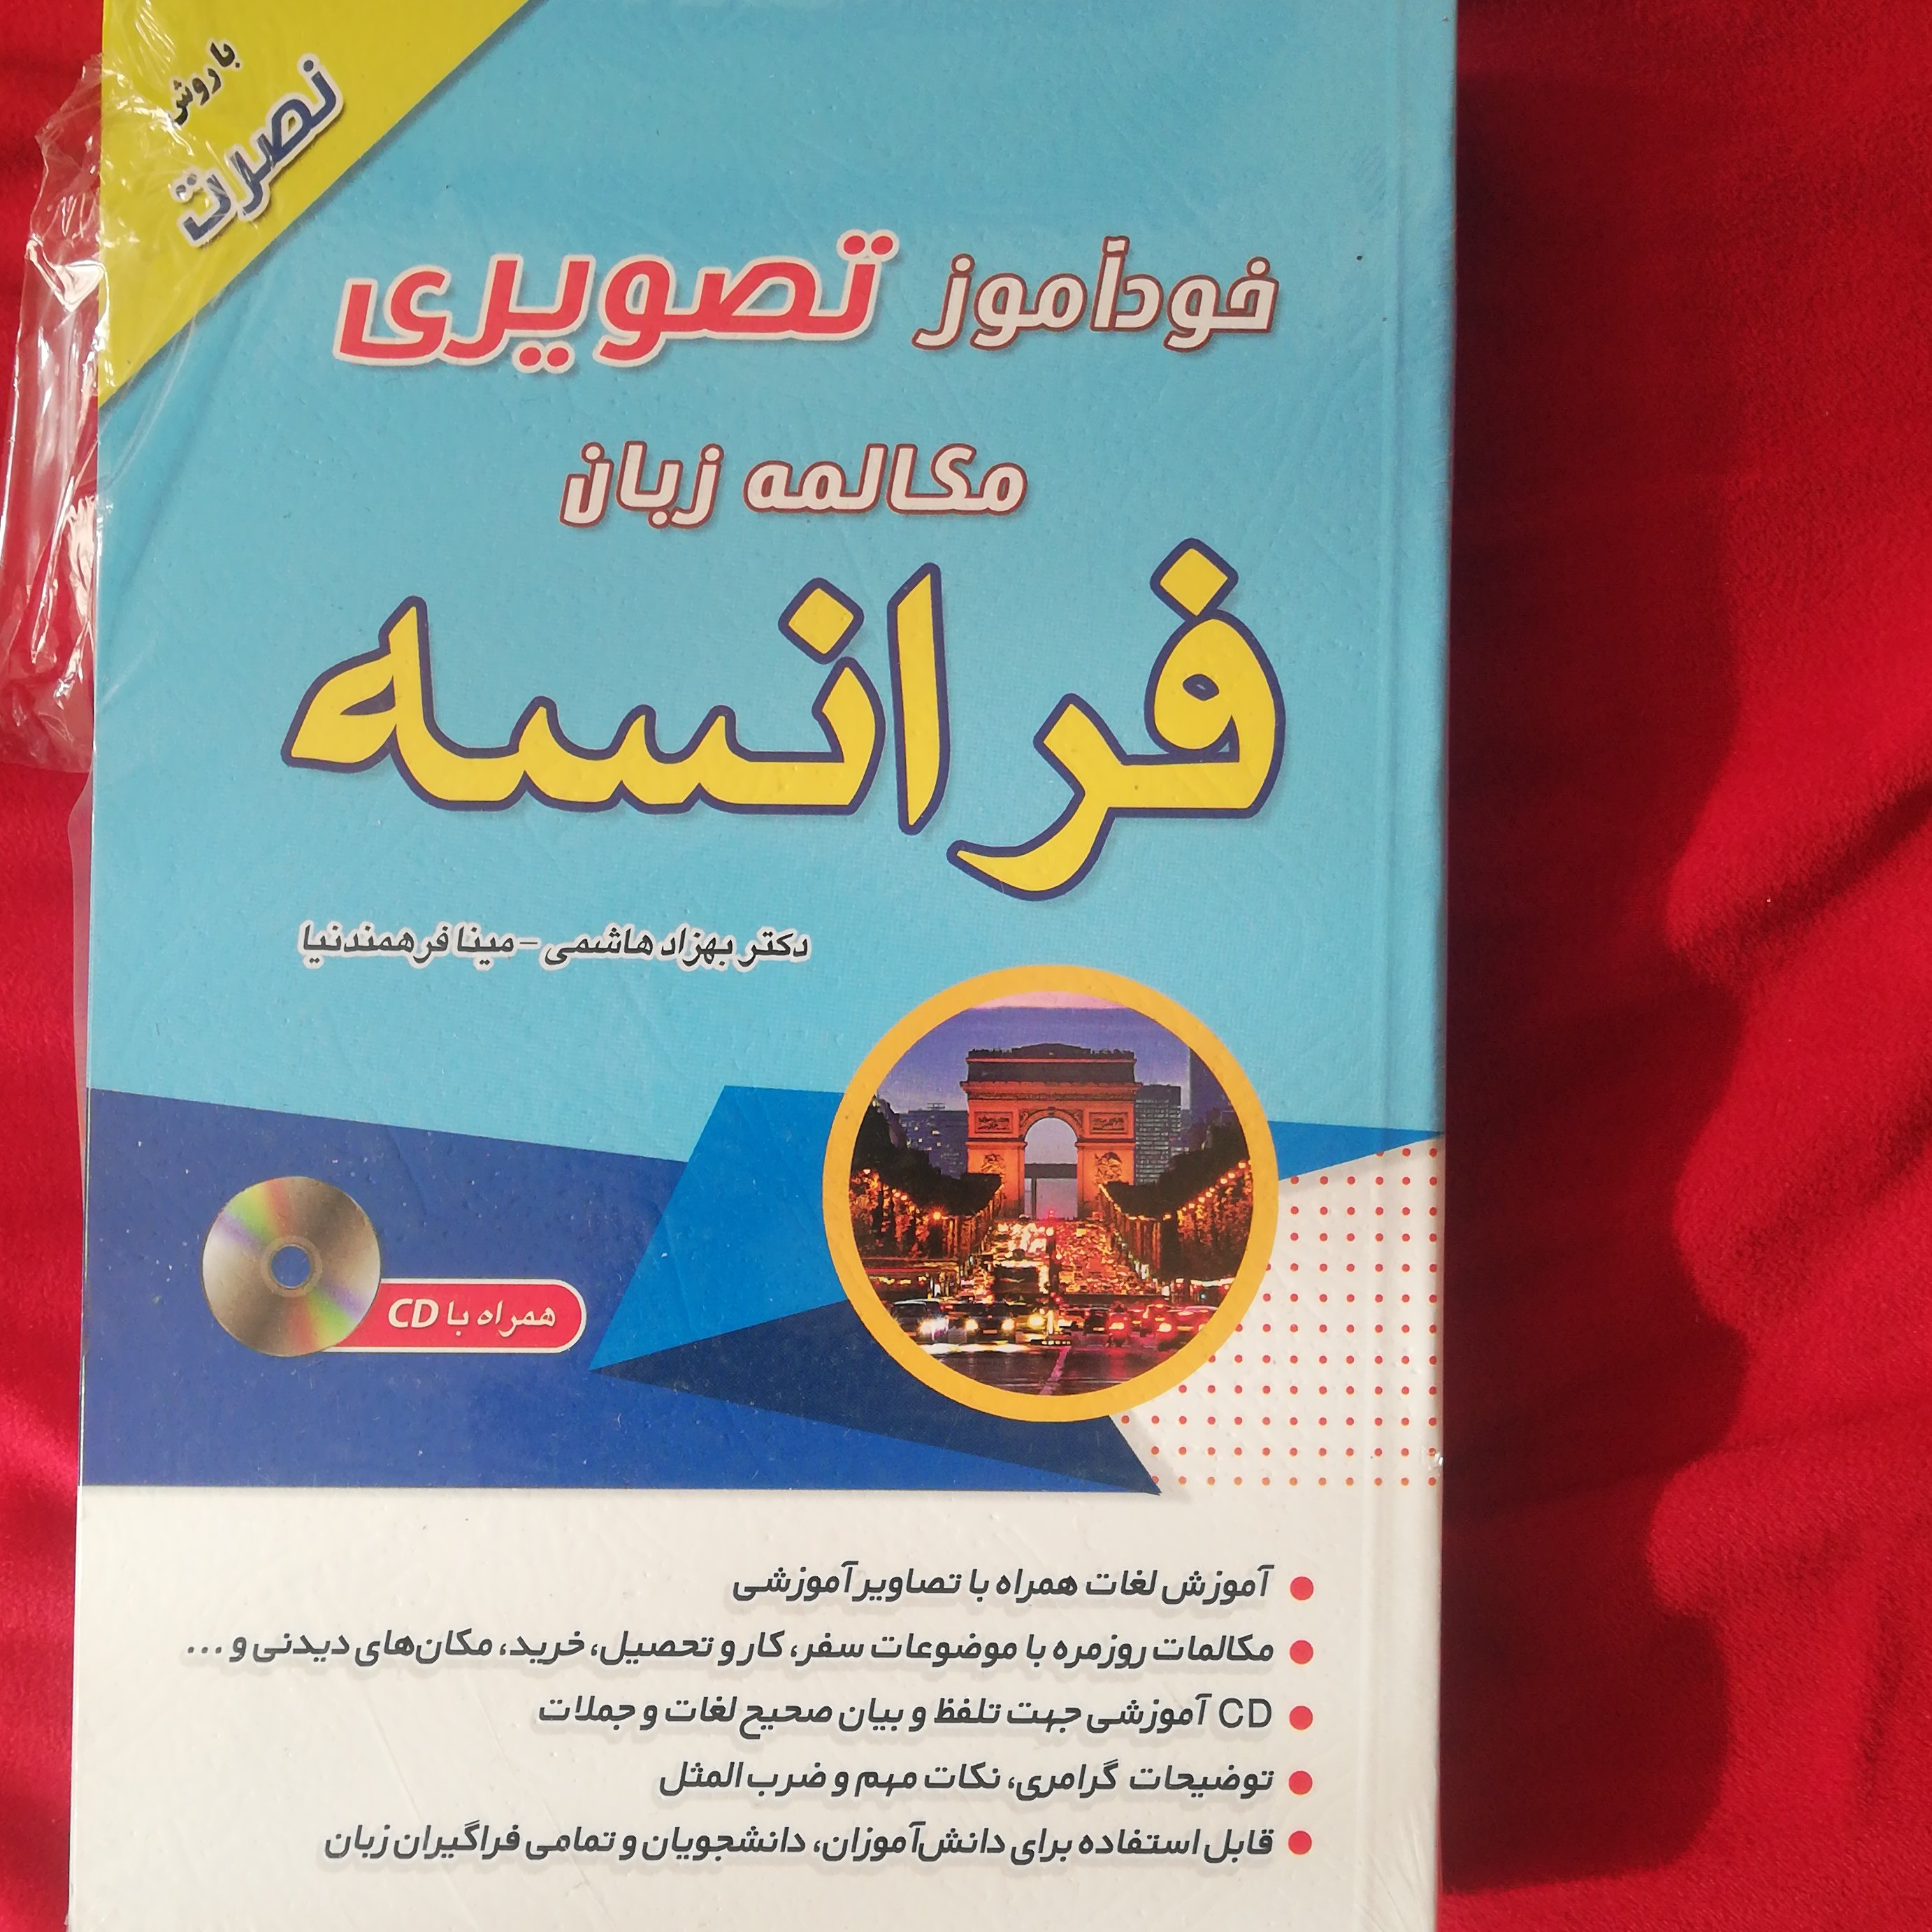 با روش
نصرت
خودآموز تصویری
مکالمه زبان
فرانسه
دکتر بهزاد هاشمی - مینا فرهمندنیا
همراه با CD
آموزش لغات همراه با تصاویر آموزشی
مکالمات روزمره با موضوعات سفر، کار و تحصیل، خرید، مکان‌های دیدنی و ...
CD آموزشی جهت تلفظ و بیان صحیح لغات و جملات
توضیحات گرامری، نکات مهم و ضرب‌المثل
قابل استفاده برای دانش‌آموزان، دانشجویان و تمامی فراگیران زبان